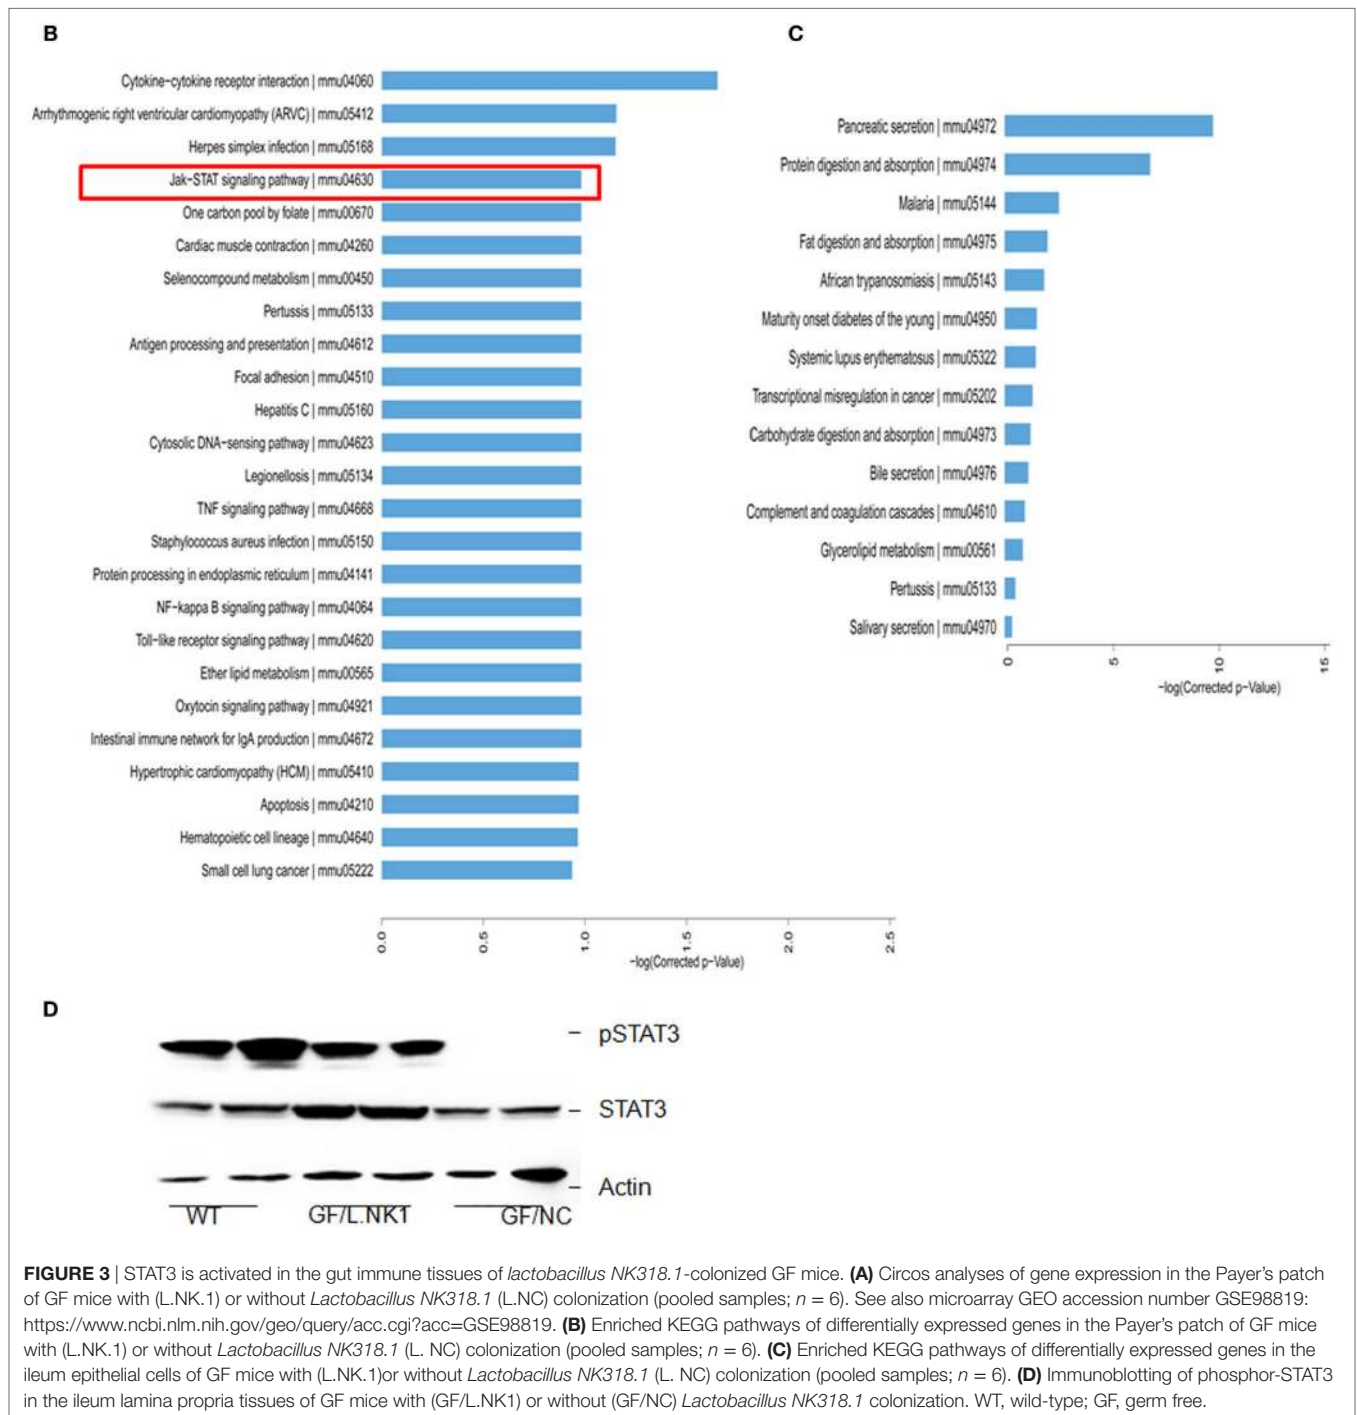 B
Cytokine−cytokine receptor interaction | mmu04060
Arrhythmogenic right ventricular cardiomyopathy (ARVC) | mmu05412
Herpes simplex infection | mmu05168
Jak−STAT signaling pathway | mmu04630
One carbon pool by folate | mmu00670
Cardiac muscle contraction | mmu04260
Selenocompound metabolism | mmu00450
Pertussis | mmu05133
Antigen processing and presentation | mmu04612
Focal adhesion | mmu04510
Hepatitis C | mmu05160
Cytosolic DNA−sensing pathway | mmu04623
Legionellosis | mmu05134
TNF signaling pathway | mmu04668
Staphylococcus aureus infection | mmu05150
Protein processing in endoplasmic reticulum | mmu04141
NF−kappa B signaling pathway | mmu04064
Toll−like receptor signaling pathway | mmu04620
Ether lipid metabolism | mmu00565
Oxytocin signaling pathway | mmu04921
Intestinal immune network for IgA production | mmu04672
Hypertrophic cardiomyopathy (HCM) | mmu05410
Apoptosis | mmu04210
Hematopoietic cell lineage | mmu04640
Small cell lung cancer | mmu05222
0.0 0.5 1.0 1.5 2.0 2.5
−log(Corrected p−Value)
C
Pancreatic secretion | mmu04972
Protein digestion and absorption | mmu04974
Malaria | mmu05144
Fat digestion and absorption | mmu04975
African trypanosomiasis | mmu05143
Maturity onset diabetes of the young | mmu04950
Systemic lupus erythematosus | mmu05322
Transcriptional misregulation in cancer | mmu05202
Carbohydrate digestion and absorption | mmu04973
Bile secretion | mmu04976
Complement and coagulation cascades | mmu04610
Glycerolipid metabolism | mmu00561
Pertussis | mmu05133
Salivary secretion | mmu04970
0 5 10 15
−log(Corrected p−Value)
D
pSTAT3
STAT3
Actin
WT GF/L.NK1 GF/NC
FIGURE 3 | STAT3 is activated in the gut immune tissues of lactobacillus NK318.1-colonized GF mice. (A) Circos analyses of gene expression in the Payer's patch
of GF mice with (L.NK.1) or without Lactobacillus NK318.1 (L.NC) colonization (pooled samples; n = 6). See also microarray GEO accession number GSE98819:
https://www.ncbi.nlm.nih.gov/geo/query/acc.cgi?acc=GSE98819. (B) Enriched KEGG pathways of differentially expressed genes in the Payer's patch of GF mice
with (L.NK.1) or without Lactobacillus NK318.1 (L. NC) colonization (pooled samples; n = 6). (C) Enriched KEGG pathways of differentially expressed genes in the
ileum epithelial cells of GF mice with (L.NK.1)or without Lactobacillus NK318.1 (L. NC) colonization (pooled samples; n = 6). (D) Immunoblotting of phosphor-STAT3
in the ileum lamina propria tissues of GF mice with (GF/L.NK1) or without (GF/NC) Lactobacillus NK318.1 colonization. WT, wild-type; GF, germ free.